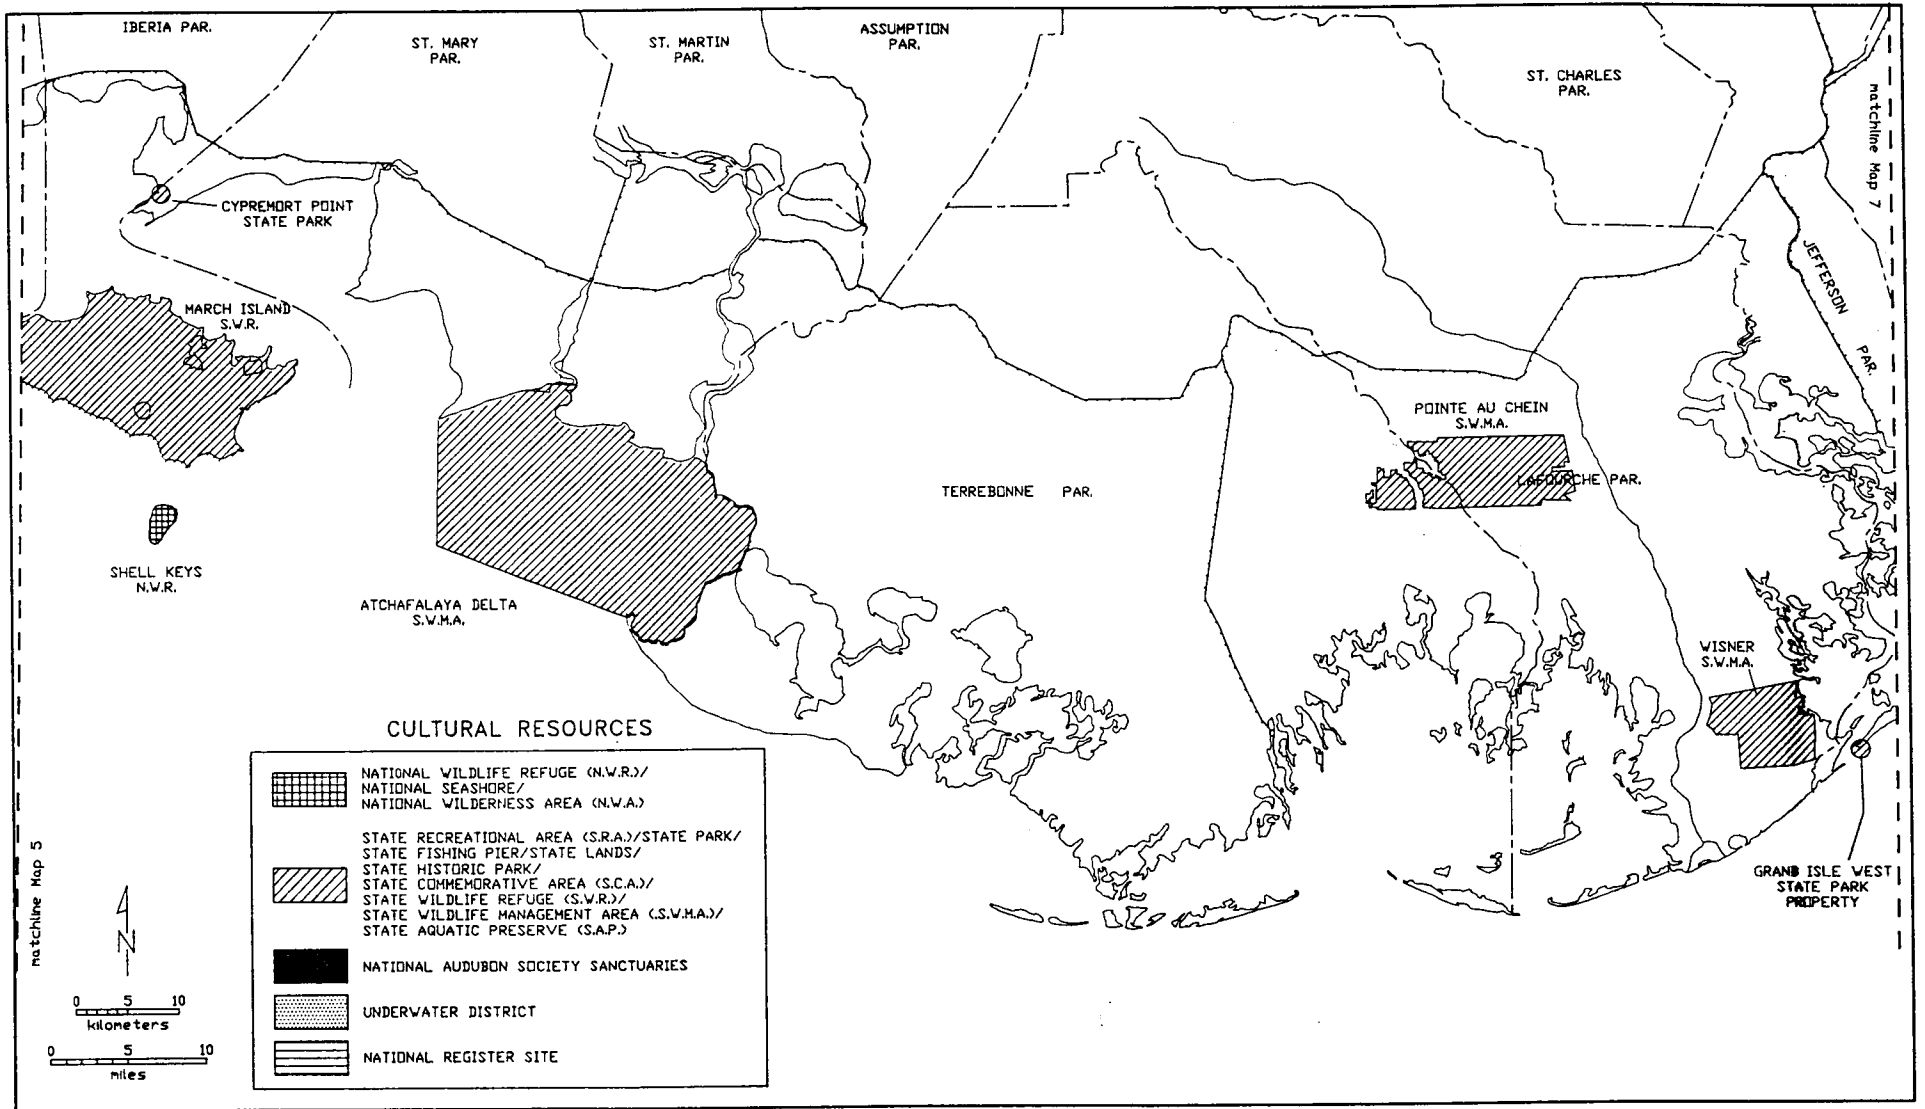 IBERIA PAR.
ST. MARY
PAR.
ST. MARTIN
PAR.
ASSUMPTION
PAR.
ST. CHARLES
PAR.
matchline Map 7
CYPREMORT POINT
STATE PARK
JEFFERSON
PAR.
MARCH ISLAND
S.W.R.
POINTE AU CHEIN
S.W.M.A.
LAFOURCHE PAR.
TERREBONNE PAR.
SHELL KEYS
N.W.R.
ATCHAFALAYA DELTA
S.W.M.A.
WISNER
S.W.M.A.
GRAND ISLE WEST
STATE PARK
PROPERTY
CULTURAL RESOURCES
NATIONAL WILDLIFE REFUGE (N.W.R.)/
NATIONAL SEASHORE/
NATIONAL WILDERNESS AREA (N.W.A.)
STATE RECREATIONAL AREA (S.R.A.)/STATE PARK/
STATE FISHING PIER/STATE LANDS/
STATE HISTORIC PARK/
STATE COMMEMORATIVE AREA (S.C.A.)/
STATE WILDLIFE REFUGE (S.W.R.)/
STATE WILDLIFE MANAGEMENT AREA (.S.W.M.A.)/
STATE AQUATIC PRESERVE (S.A.P.)
NATIONAL AUDUBON SOCIETY SANCTUARIES
UNDERWATER DISTRICT
NATIONAL REGISTER SITE
matchline Map 5
N
0 5 10
kilometers
0 5 10
miles